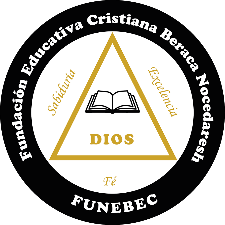 Fundación Educativa Cristiana Beraca Nocedaresh
Sabiduría
Excelencia
DIOS
Fé
FUNEBEC